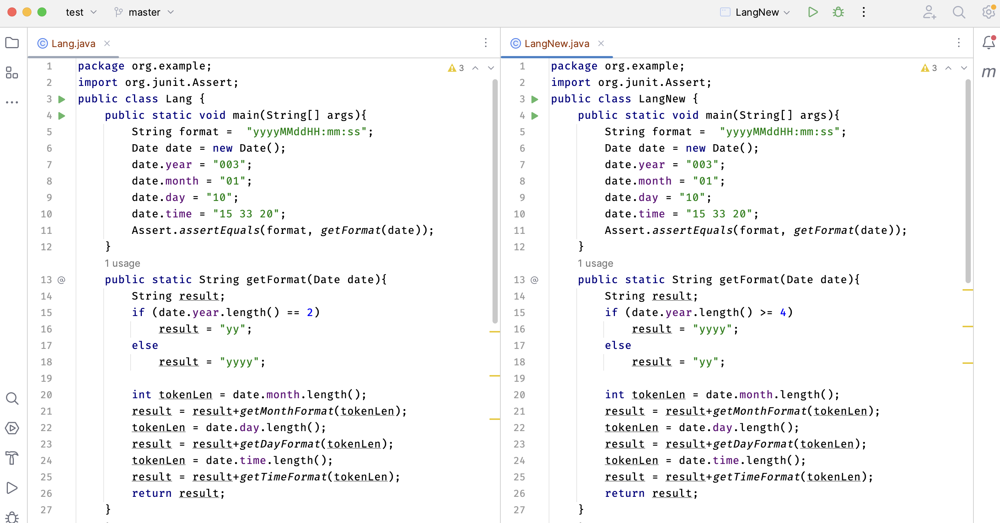 test master LangNew
Lang.java
1 package org.example; 3
2 import org.junit.Assert;
3 public class Lang {
4 public static void main(String[] args){
5 String format = "yyyyMMddHH:mm:ss";
6 Date date = new Date();
7 date.year = "003";
8 date.month = "01";
9 date.day = "10";
10 date.time = "15 33 20";
11 Assert.assertEquals(format, getFormat(date));
12 }
1 usage
13 @ public static String getFormat(Date date){
14 String result;
15 if (date.year.length() == 2)
16 result = "yy";
17 else
18 result = "yyyy";
19
20 int tokenLen = date.month.length();
21 result = result+getMonthFormat(tokenLen);
22 tokenLen = date.day.length();
23 result = result+getDayFormat(tokenLen);
24 tokenLen = date.time.length();
25 result = result+getTimeFormat(tokenLen);
26 return result;
27 }
LangNew.java
1 package org.example; 3
2 import org.junit.Assert;
3 public class LangNew {
4 public static void main(String[] args){
5 String format = "yyyyMMddHH:mm:ss";
6 Date date = new Date();
7 date.year = "003";
8 date.month = "01";
9 date.day = "10";
10 date.time = "15 33 20";
11 Assert.assertEquals(format, getFormat(date));
12 }
1 usage
13 @ public static String getFormat(Date date){
14 String result;
15 if (date.year.length() >= 4)
16 result = "yyyy";
17 else
18 result = "yy";
19
20 int tokenLen = date.month.length();
21 result = result+getMonthFormat(tokenLen);
22 tokenLen = date.day.length();
23 result = result+getDayFormat(tokenLen);
24 tokenLen = date.time.length();
25 result = result+getTimeFormat(tokenLen);
26 return result;
27 }
m